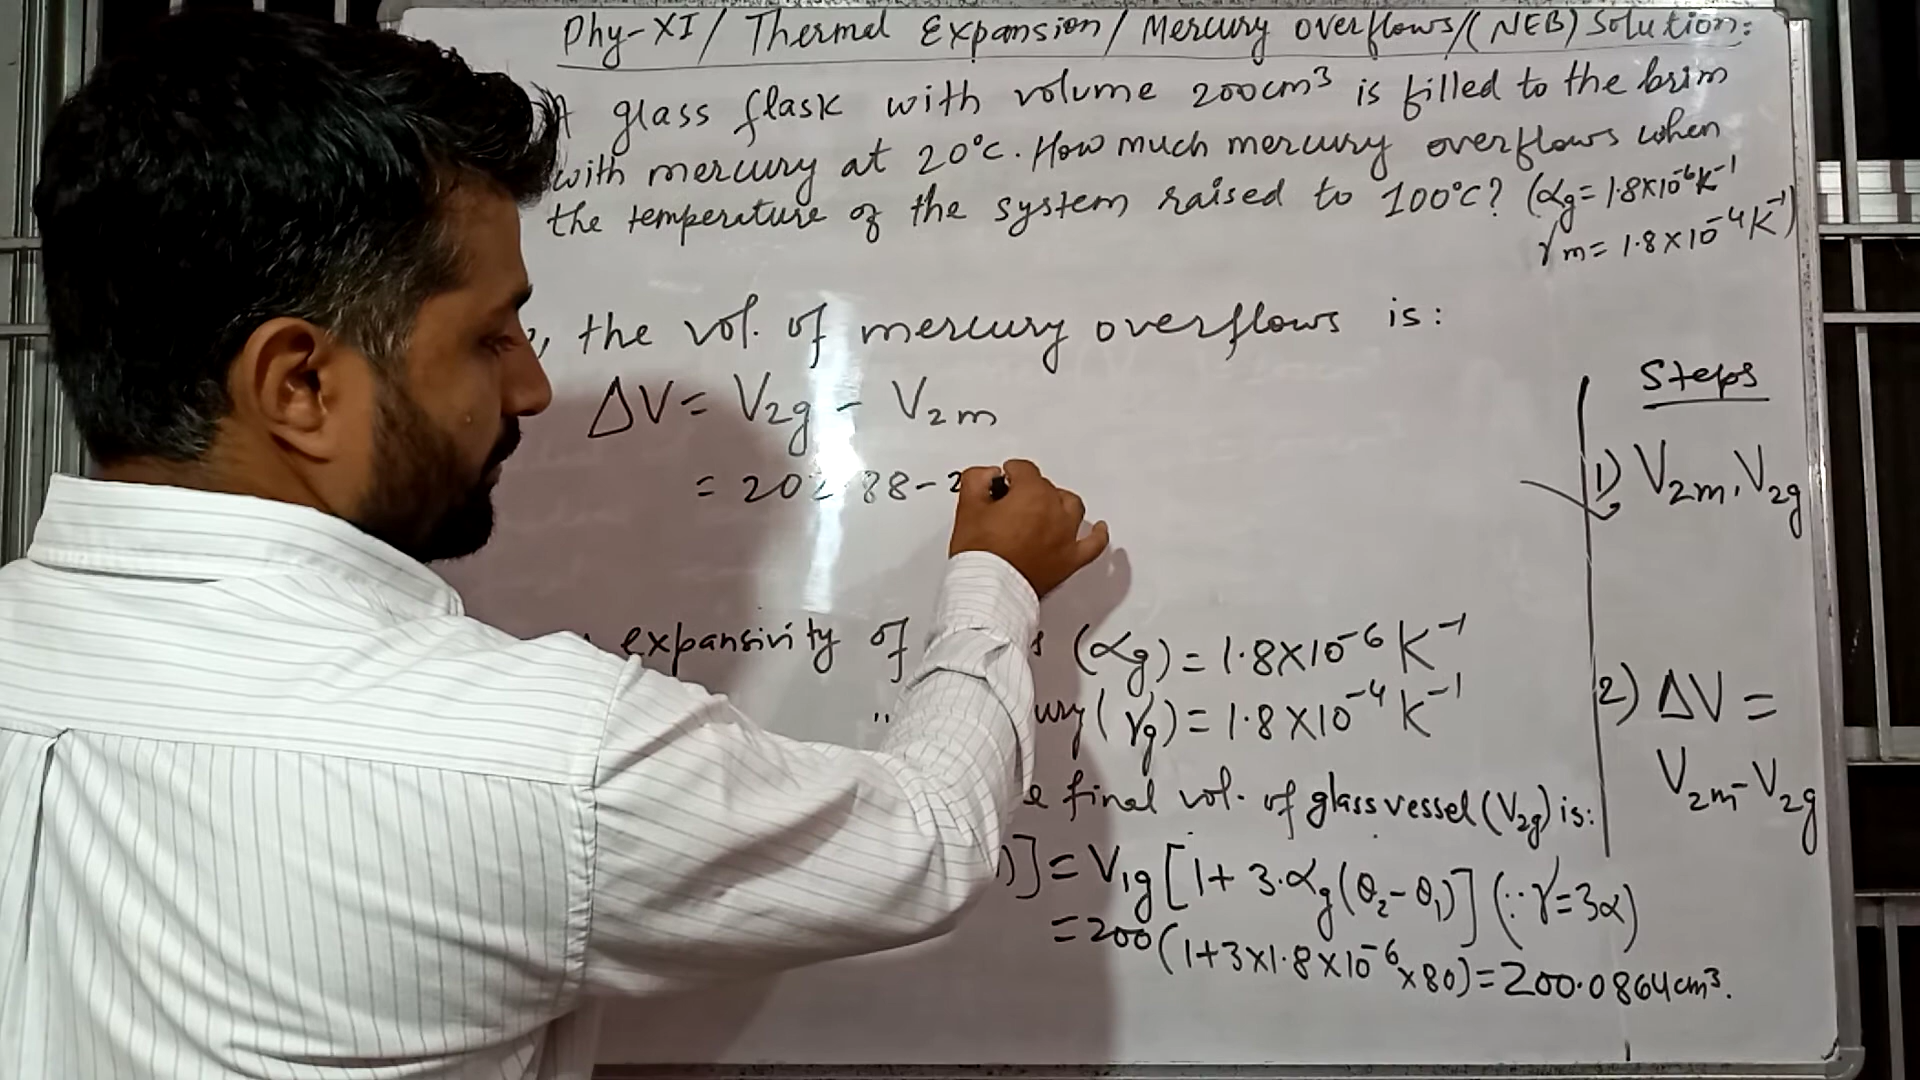 Phy-XI/ Thermal Expansion/ Mercury overflows/(NEB) Solution:
A glass flask with volume 200cm³ is filled to the brim
with mercury at 20°C. How much mercury overflows when
the temperature of the system raised to 100°C? (αg = 1.8×10⁻⁶K⁻¹
γm = 1.8×10⁻⁴K⁻¹)
the vol. of mercury overflows is:
ΔV = V₂g - V₂m
= 202.88-2
expansivity of (αg) = 1.8×10⁻⁶ K⁻¹
" (γg) = 1.8×10⁻⁴ K⁻¹
final vol. of glass vessel (V₂g) is:
)] = V₁g [1+ 3.αg(θ₂-θ₁)] (∵ γ=3α)
= 200(1+3×1.8×10⁻⁶×80) = 200.0864cm³.
Steps
1) V₂m, V₂g
2) ΔV =
V₂m-V₂g